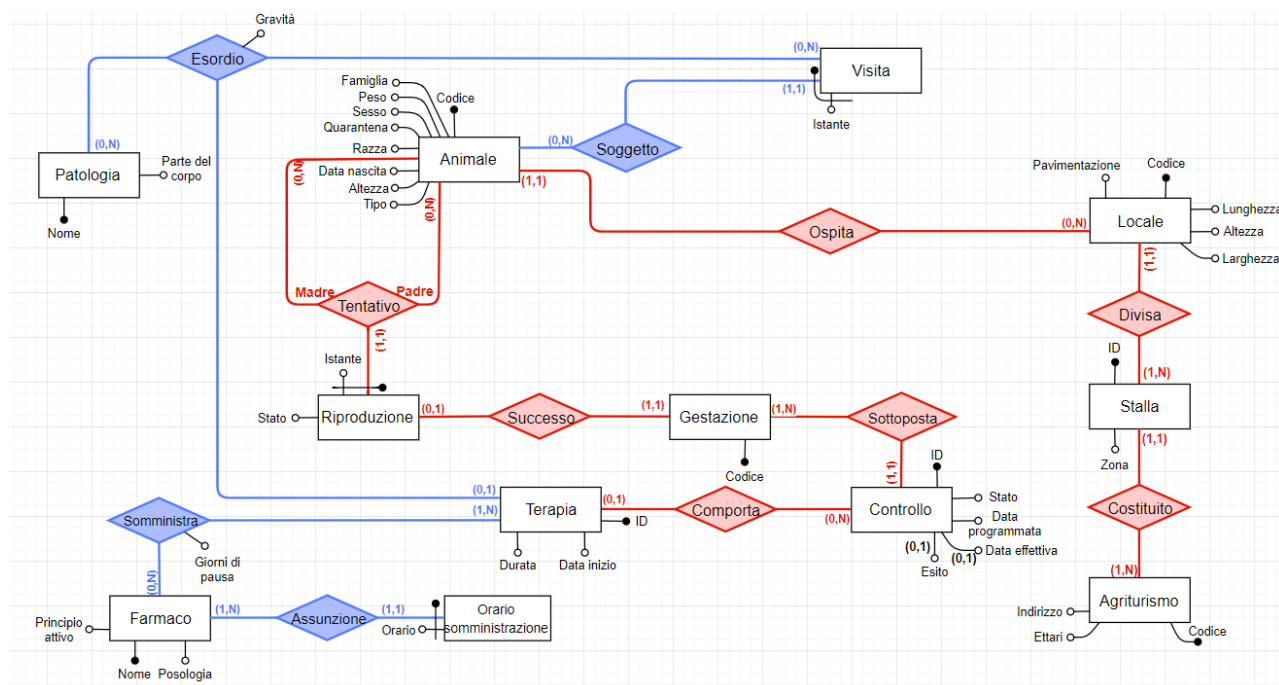 Gravità
Esordio
(0,N)
Visita
(1,1)
Istante
Famiglia
Peso
Sesso
Quarantena
Razza
Data nascita
Altezza
Tipo
Codice
Animale
(0,N)
Soggetto
(0,N)
Patologia
Parte del
corpo
Nome
(0,N)
(0,N)
(1,1)
Ospita
(0,N)
Pavimentazione
Codice
Locale
Lunghezza
Altezza
Larghezza
(1,1)
Madre
Padre
Tentativo
(1,1)
Divisa
Istante
Stato
Riproduzione
(0,1)
Successo
(1,1)
Gestazione
(1,N)
Codice
Sottoposta
(1,1)
ID
(1,N)
Stalla
(1,1)
Zona
(0,1)
(1,N)
Terapia
(0,1)
ID
Durata
Data inizio
Comporta
(0,N)
ID
Controllo
Stato
Data
programmata
Data effettiva
(0,1)
(0,1)
Esito
Costituito
Somministra
Giorni di
pausa
(0,N)
Principio
attivo
Farmaco
Nome
Posologia
(1,N)
Assunzione
(1,1)
Orario
Orario
somministrazione
(1,N)
Agriturismo
Indirizzo
Ettari
Codice